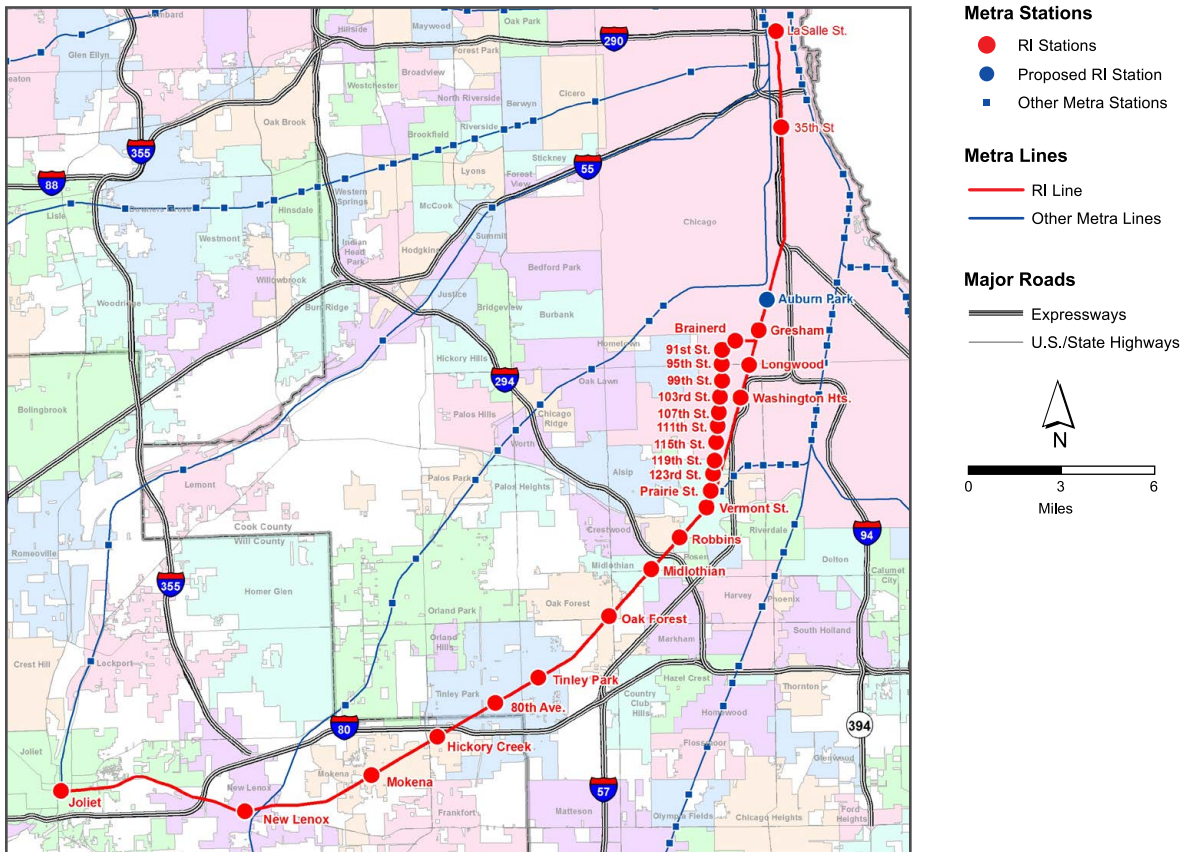 Metra Stations
RI Stations
Proposed RI Station
Other Metra Stations
Metra Lines
RI Line
Other Metra Lines
Major Roads
Expressways
U.S./State Highways
N
0 3 6
Miles
LaSalle St.
35th St
Auburn Park
Gresham
Brainerd
91st St.
95th St.
Longwood
99th St.
103rd St.
Washington Hts.
107th St.
111th St.
115th St.
119th St.
123rd St.
Prairie St.
Vermont St.
Robbins
Midlothian
Oak Forest
Tinley Park
80th Ave.
Hickory Creek
Mokena
New Lenox
Joliet
290
355
88
55
294
355
94
80
57
394
Lombard
Glen Ellyn
Hillside
Maywood
Oak Park
Forest Park
Broadview
Westchester
Cicero
North Riverside
Berwyn
Oak Brook
Riverside
Brookfield
Stickney
Lyons
Forest View
Western Springs
McCook
Lisle
Downers Grove
Hinsdale
Chicago
Westmont
Summit
Indian Head Park
Hodgkins
Bedford Park
Willowbrook
Justice
Woodridge
Burr Ridge
Bridgeview
Burbank
Hometown
Hickory Hills
Oak Lawn
Bolingbrook
Palos Hills
Chicago Ridge
Worth
Alsip
Lemont
Palos Park
Palos Heights
Cook County
Will County
Crestwood
Riverdale
Romeoville
Midlothian
Posen
Dolton
Calumet City
Homer Glen
Harvey
Phoenix
Orland Park
Oak Forest
South Holland
Orland Hills
Markham
Crest Hill
Lockport
Hazel Crest
Tinley Park
Country Club Hills
Thornton
Homewood
Joliet
Flossmoor
Glenwood
Mokena
New Lenox
Frankfort
Matteson
Olympia Fields
Chicago Heights
Ford Heights